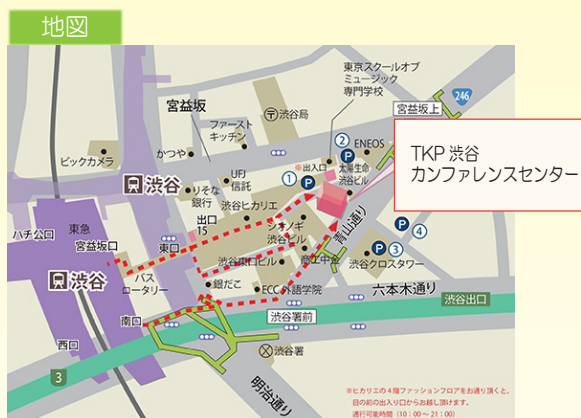 地図
東京スクールオブ
ミュージック
専門学校
宮益坂上
246
宮益坂
〒渋谷局
ファースト
キッチン
ENEOS
②
P
太陽生命
渋谷ビル
TKP 渋谷
カンファレンスセンター
かつや
ビックカメラ
UFJ
信託
※出入口
①
P
渋谷
りそな
銀行
渋谷ヒカリエ
出口
15
シオノギ
渋谷ビル
青山通り
④
P
③
ハチ公口
東急
宮益坂口
東口
渋谷東口ビル
商工中金
渋谷クロスタワー
渋谷
バス
ロータリー
銀だこ
ECC外語学院
六本木通り
渋谷出口
南口
渋谷署前
西口
渋谷署
3
明治通り
※ヒカリエの4階ファッションフロアをお通り頂くと、
目の前の出入り口からお越し頂けます。
通行可能時間（10：00〜21：00）